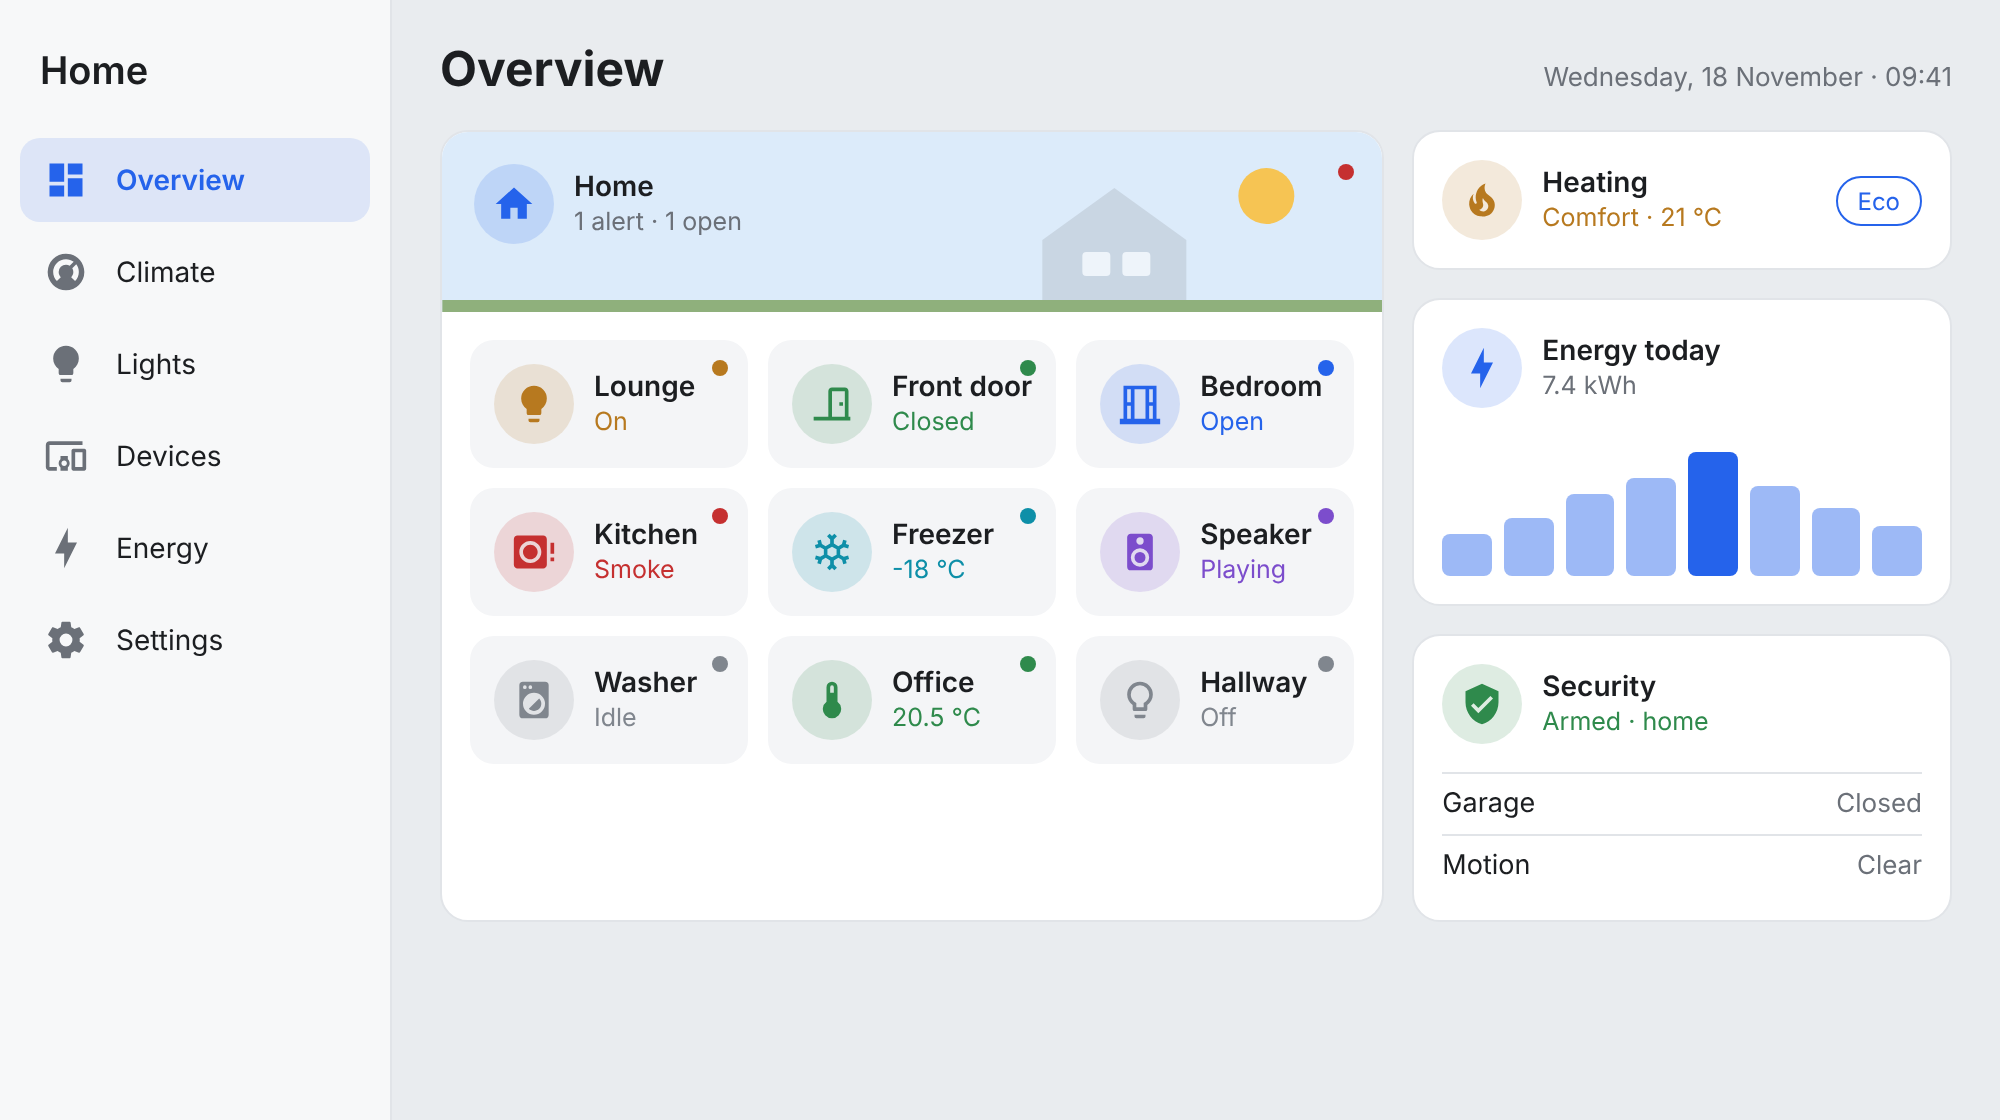 Home
Overview
Climate
Lights
Devices
Energy
Settings
Overview
Wednesday, 18 November · 09:41
Home
1 alert · 1 open
Lounge
On
Front door
Closed
Bedroom
Open
Kitchen
Smoke
Freezer
-18 °C
Speaker
Playing
Washer
Idle
Office
20.5 °C
Hallway
Off
Heating
Comfort · 21 °C
Eco
Energy today
7.4 kWh
Security
Armed · home
Garage
Closed
Motion
Clear